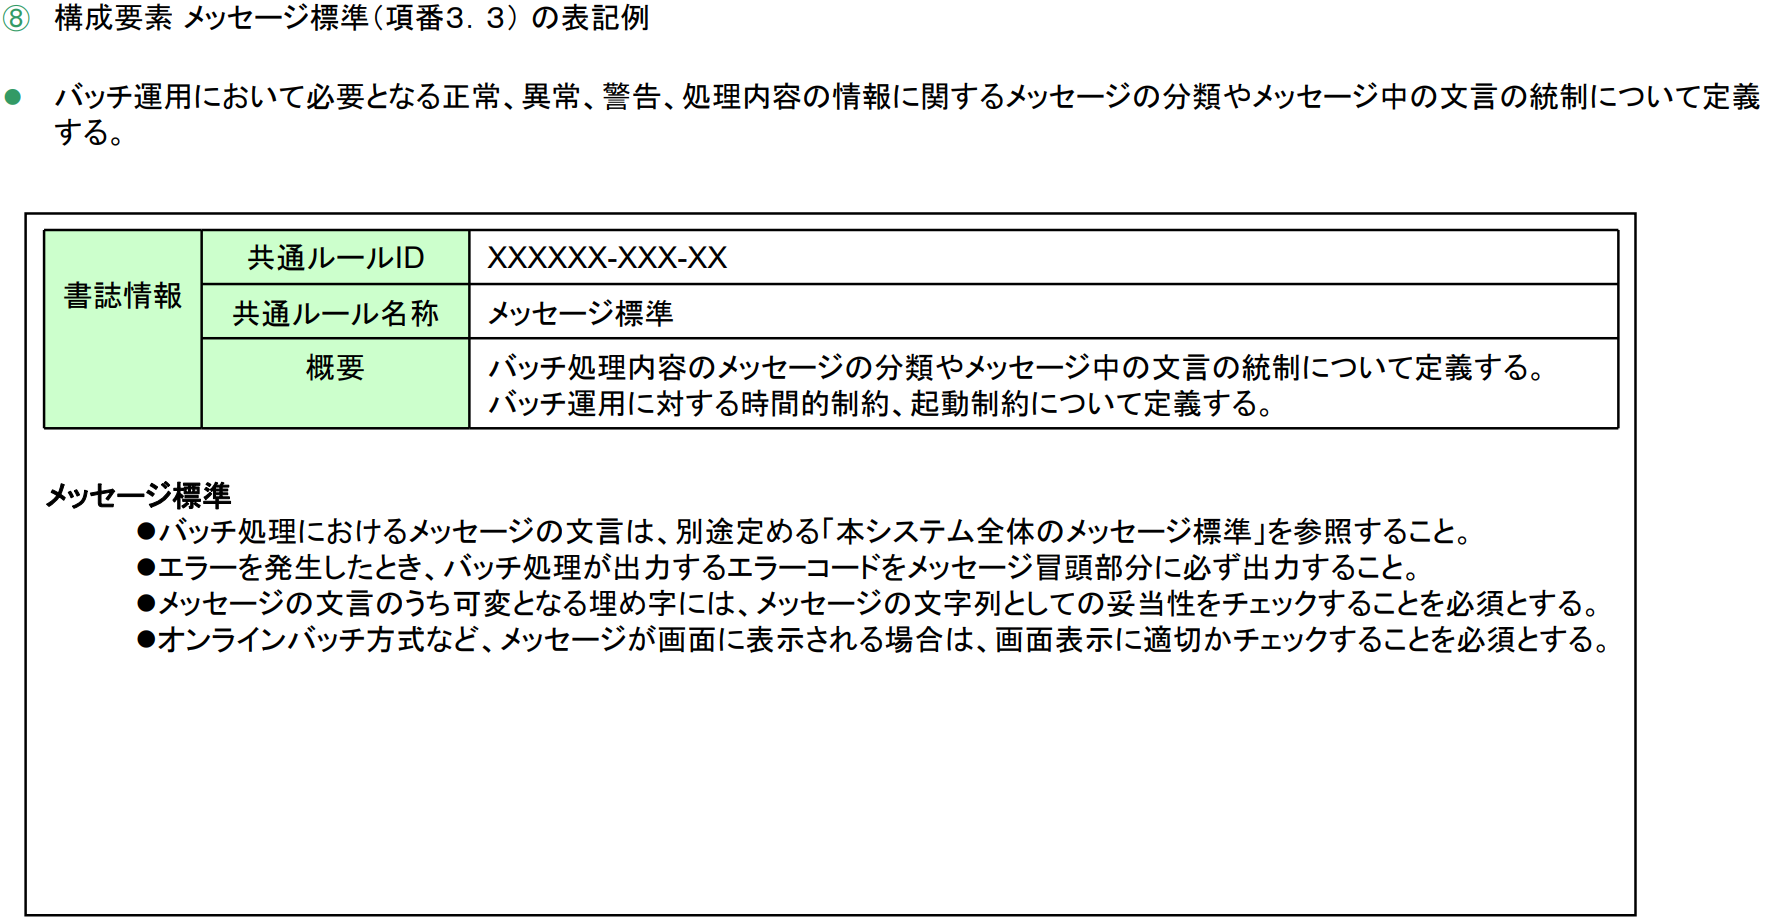 ⑧ 構成要素 メッセージ標準（項番３．３）の表記例
● バッチ運用において必要となる正常、異常、警告、処理内容の情報に関するメッセージの分類やメッセージ中の文言の統制について定義
する。
書誌情報
共通ルールID XXXXXX-XXX-XX
共通ルール名称 メッセージ標準
概要 バッチ処理内容のメッセージの分類やメッセージ中の文言の統制について定義する。
バッチ運用に対する時間的制約、起動制約について定義する。
メッセージ標準
●バッチ処理におけるメッセージの文言は、別途定める「本システム全体のメッセージ標準」を参照すること。
●エラーを発生したとき、バッチ処理が出力するエラーコードをメッセージ冒頭部分に必ず出力すること。
●メッセージの文言のうち可変となる埋め字には、メッセージの文字列としての妥当性をチェックすることを必須とする。
●オンラインバッチ方式など、メッセージが画面に表示される場合は、画面表示に適切かチェックすることを必須とする。